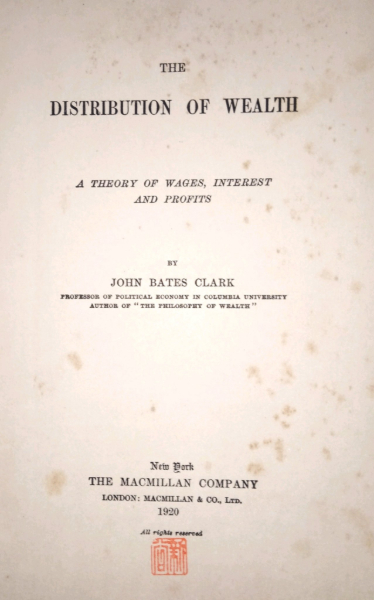 THE
DISTRIBUTION OF WEALTH
A THEORY OF WAGES, INTEREST
AND PROFITS
BY
JOHN BATES CLARK
PROFESSOR OF POLITICAL ECONOMY IN COLUMBIA UNIVERSITY
AUTHOR OF "THE PHILOSOPHY OF WEALTH"
New York
THE MACMILLAN COMPANY
LONDON: MACMILLAN & CO., LTD.
1920
All rights reserved